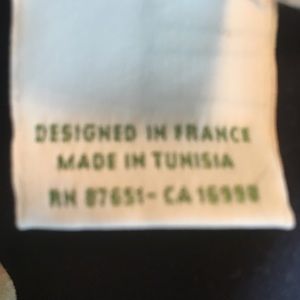 DESIGNED IN FRANCE
MADE IN TUNISIA
RN 87651- CA 16998